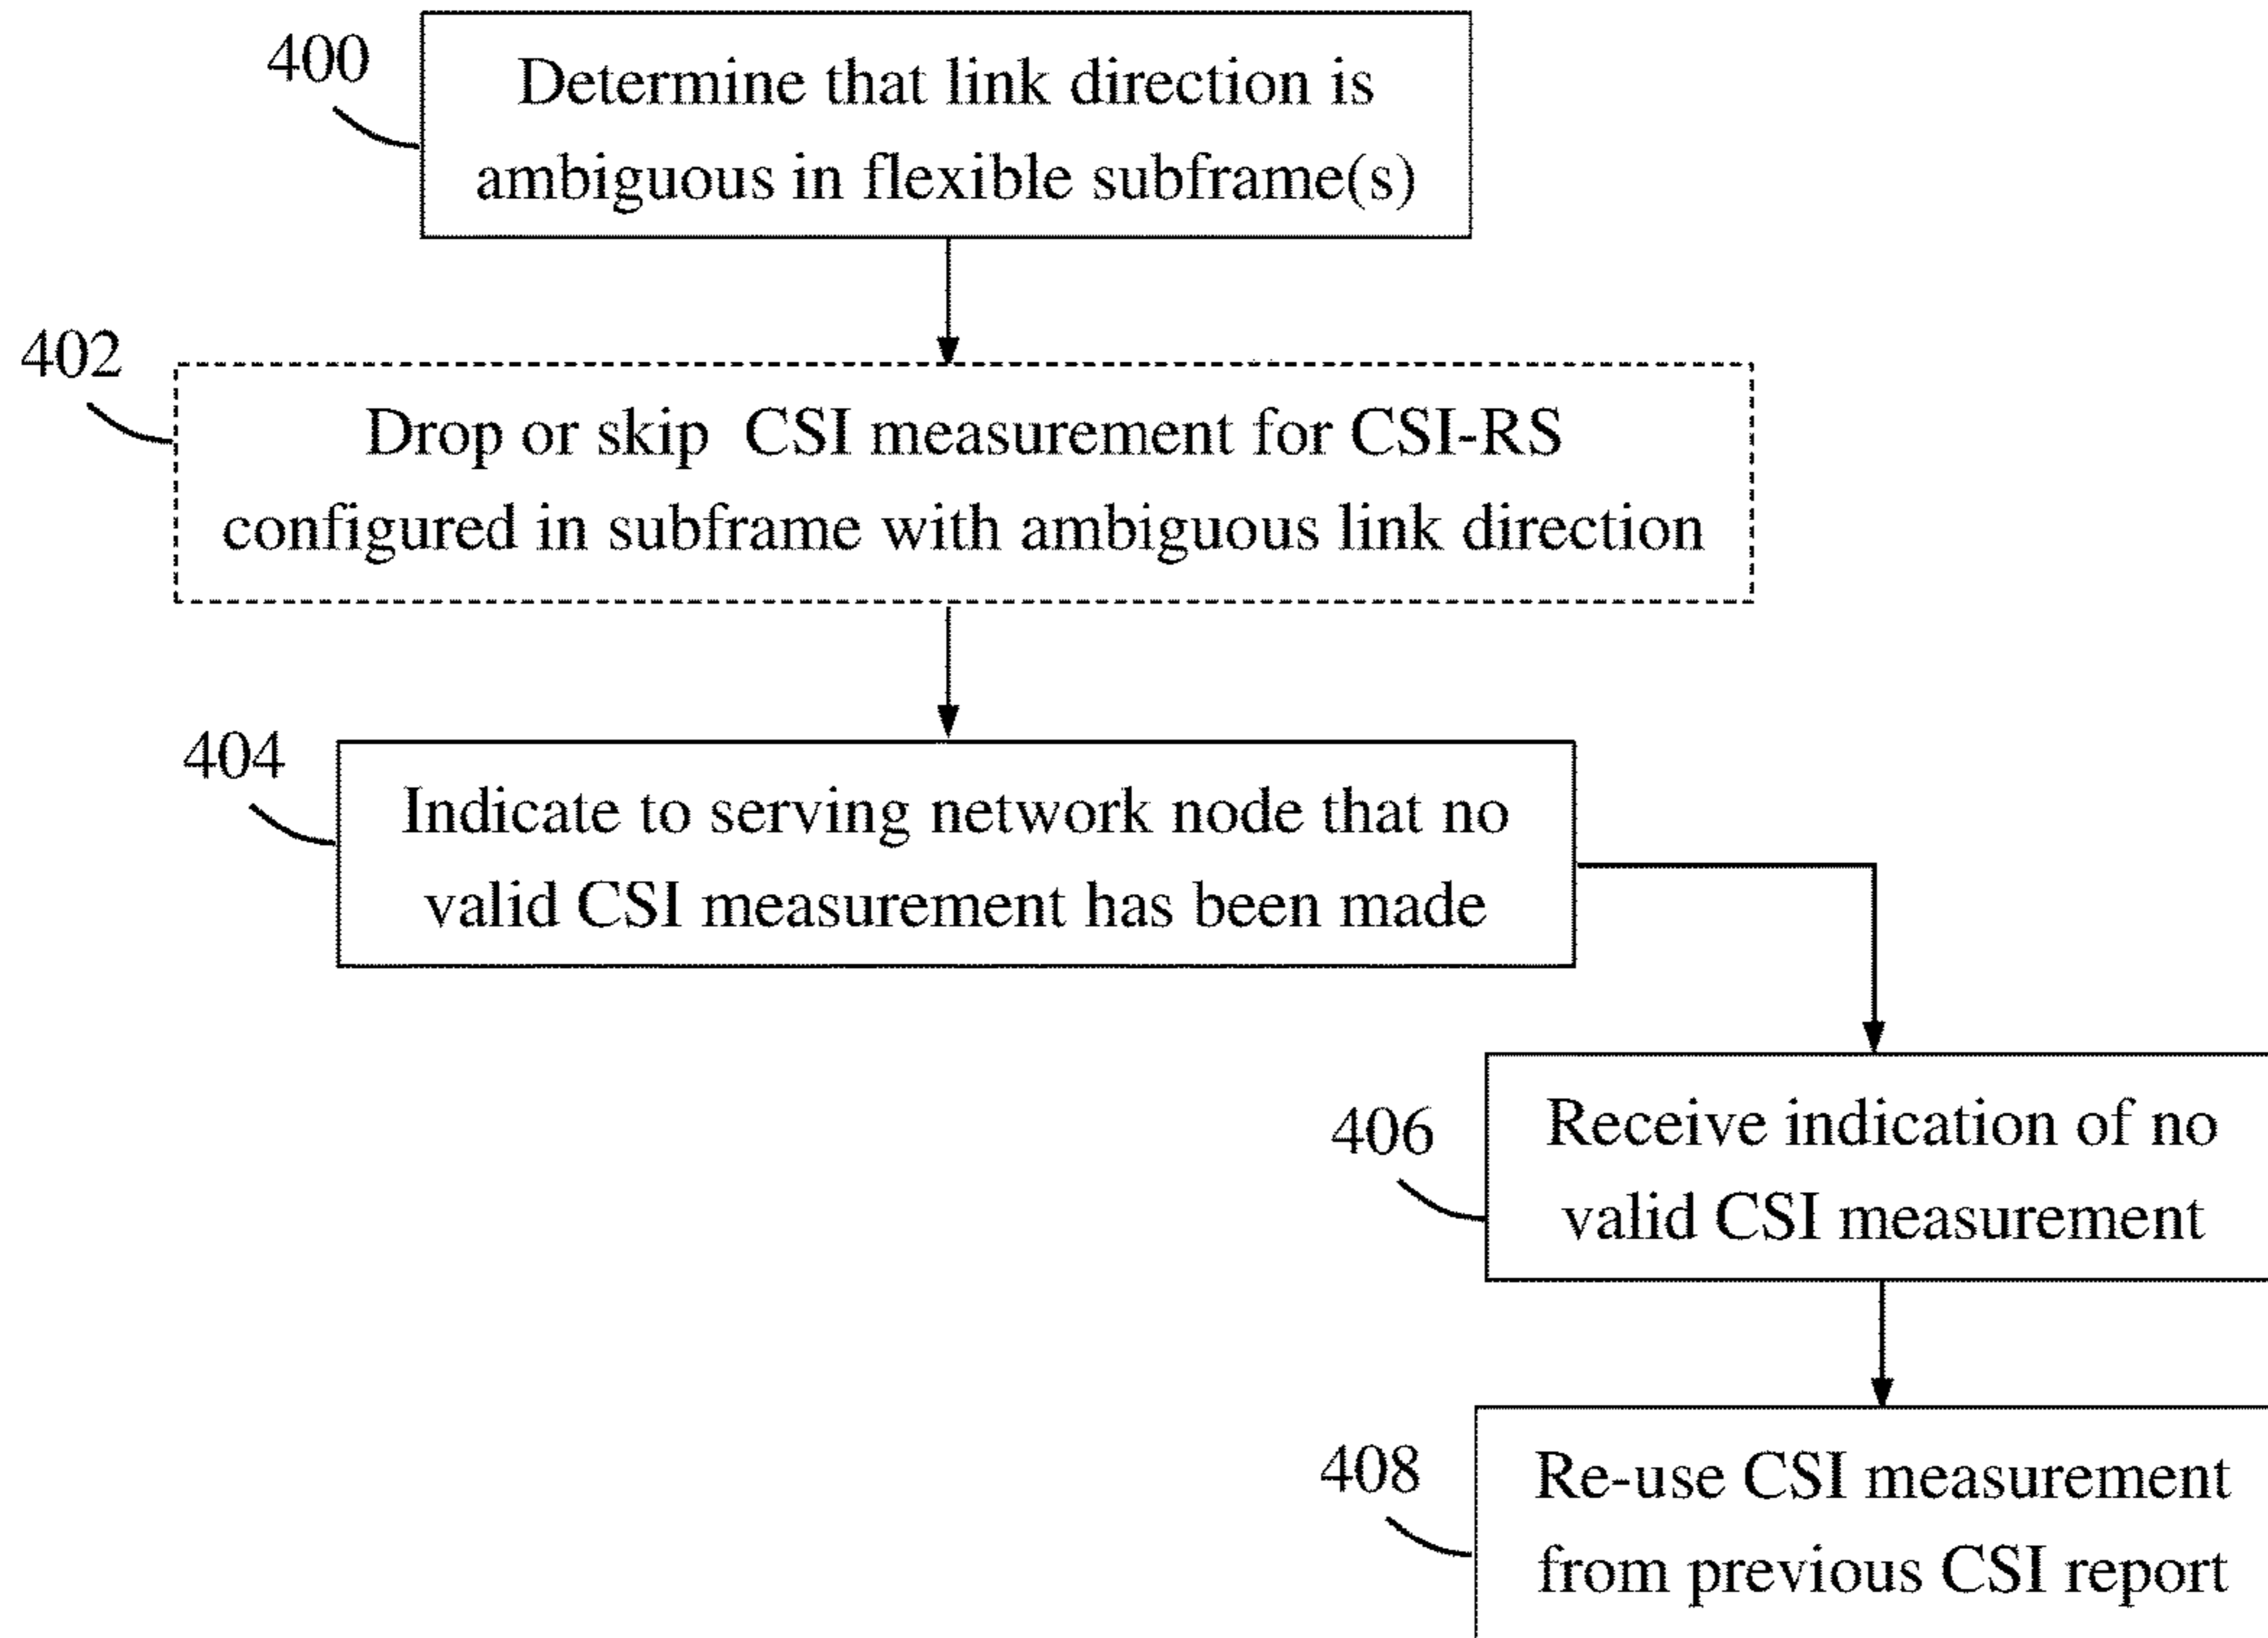 400
Determine that link direction is
ambiguous in flexible subframe(s)
402
Drop or skip CSI measurement for CSI-RS
configured in subframe with ambiguous link direction
404
Indicate to serving network node that no
valid CSI measurement has been made
406
Receive indication of no
valid CSI measurement
408
Re-use CSI measurement
from previous CSI report